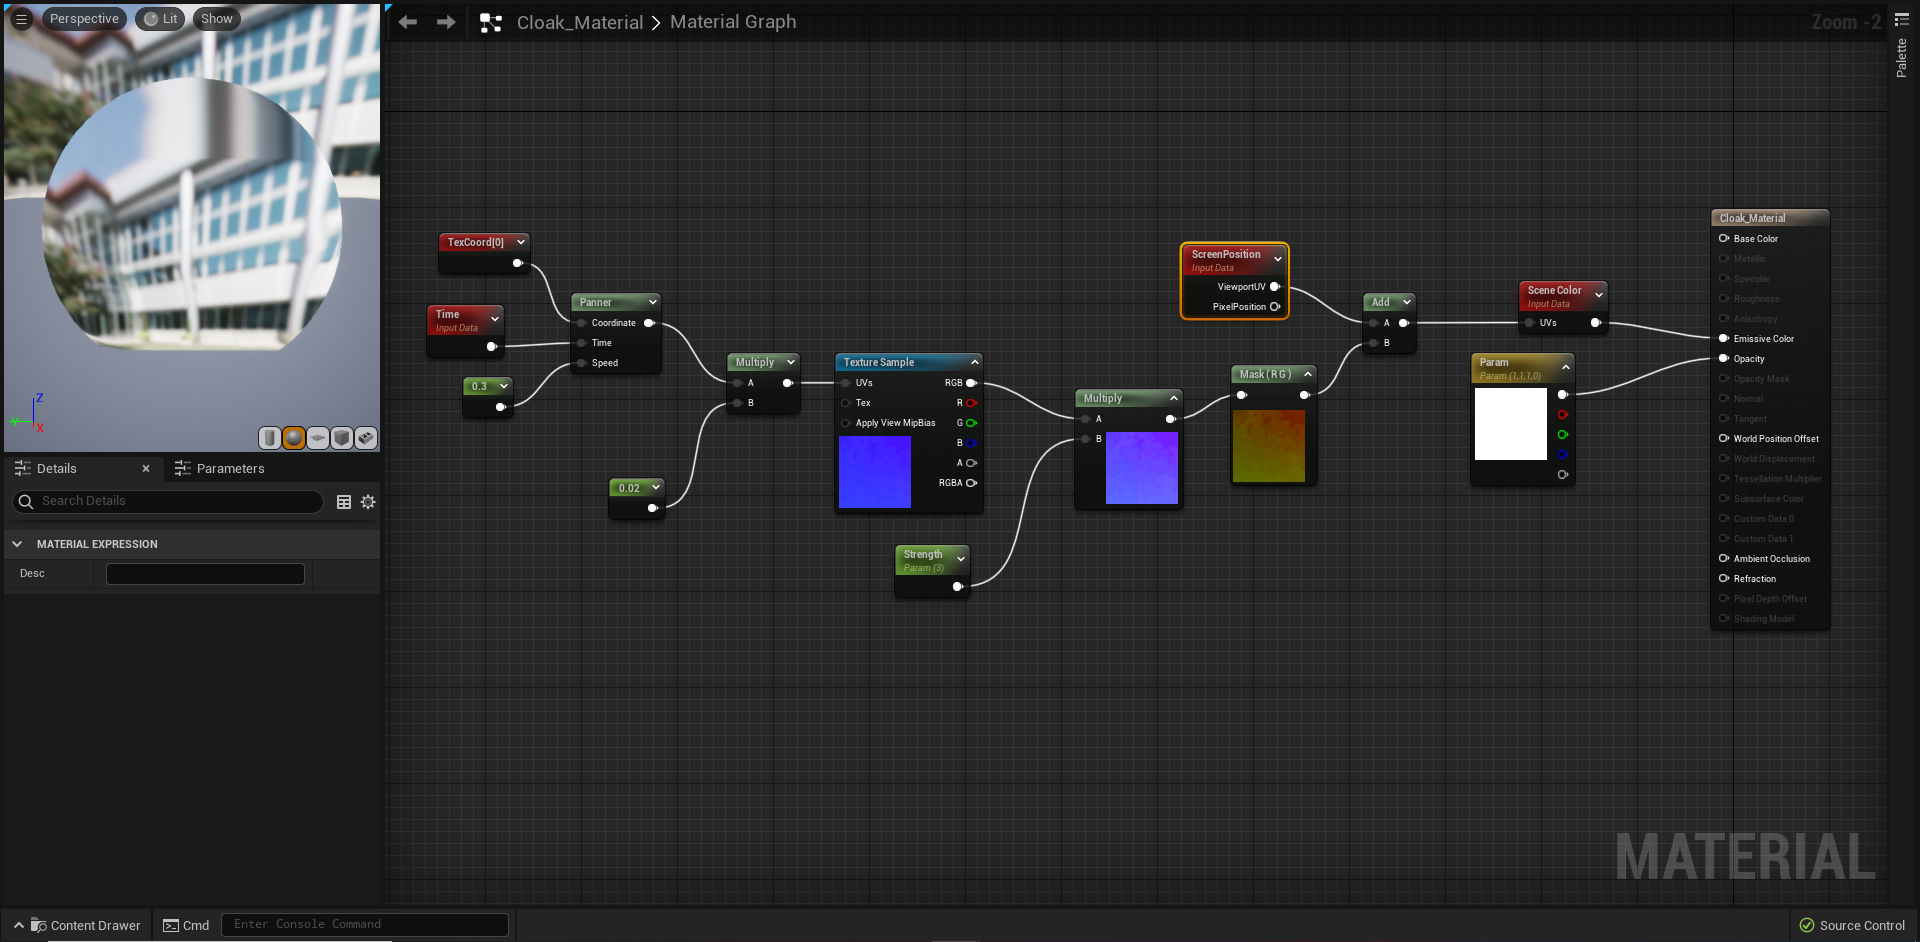 Perspective
Lit
Show
Cloak_Material
Material Graph
Zoom -2
Palette
TexCoord[0]
Time
Input Data
0.3
Panner
Coordinate
Time
Speed
0.02
Multiply
A
B
Texture Sample
UVs
RGB
Tex
R
Apply View MipBias
G
B
A
RGBA
Strength
Param (3)
Multiply
A
B
ScreenPosition
Input Data
ViewportUV
PixelPosition
Mask ( R G )
Add
A
B
Scene Color
Input Data
UVs
Param
Param (1,1,1,0)
Cloak_Material
Base Color
Metallic
Specular
Roughness
Anisotropy
Emissive Color
Opacity
Opacity Mask
Normal
Tangent
World Position Offset
World Displacement
Tessellation Multiplier
Subsurface Color
Custom Data 0
Custom Data 1
Ambient Occlusion
Refraction
Pixel Depth Offset
Shading Model
Z
Y
X
Details
Parameters
Search Details
MATERIAL EXPRESSION
Desc
MATERIAL
Content Drawer
Cmd
Enter Console Command
Source Control